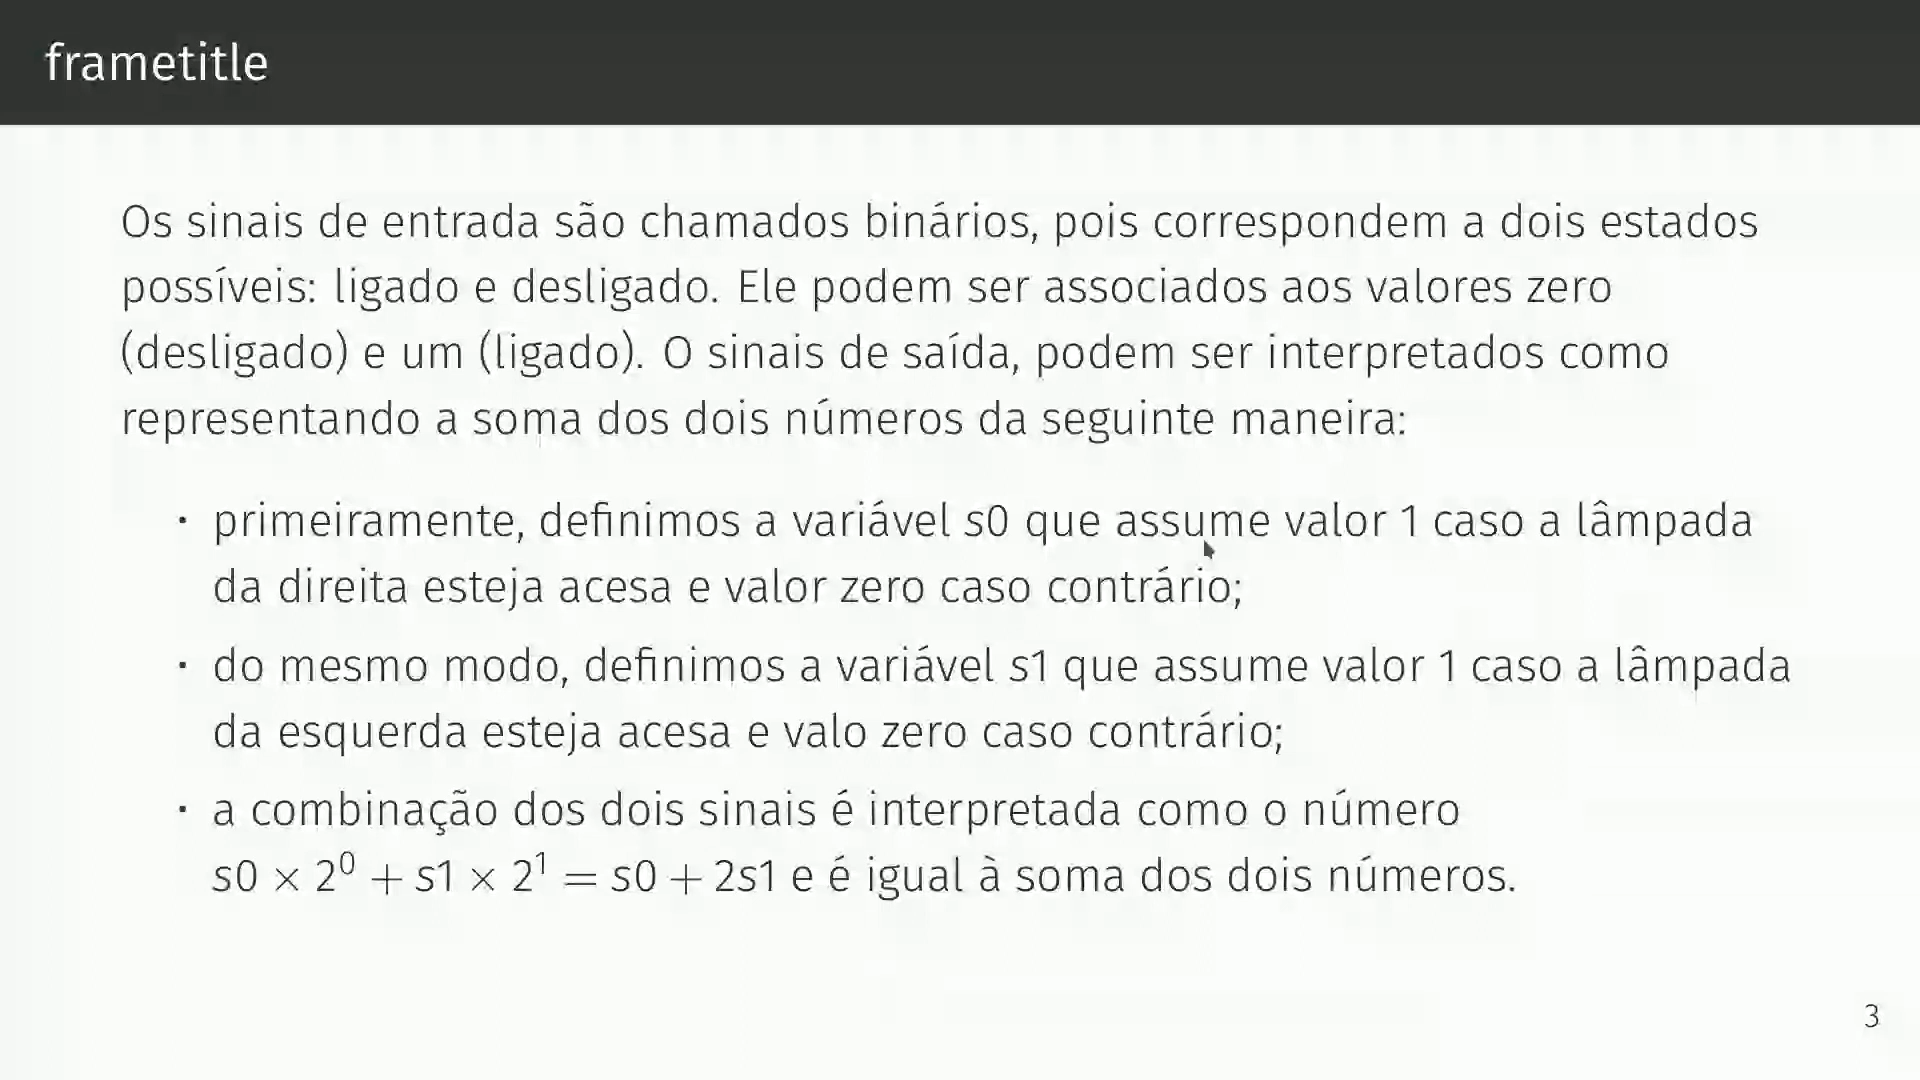 frametitle
Os sinais de entrada são chamados binários, pois correspondem a dois estados
possíveis: ligado e desligado. Ele podem ser associados aos valores zero
(desligado) e um (ligado). O sinais de saída, podem ser interpretados como
representando a soma dos dois números da seguinte maneira:
· primeiramente, definimos a variável s0 que assume valor 1 caso a lâmpada
da direita esteja acesa e valor zero caso contrário;
· do mesmo modo, definimos a variável s1 que assume valor 1 caso a lâmpada
da esquerda esteja acesa e valo zero caso contrário;
· a combinação dos dois sinais é interpretada como o número
s0 × 2⁰ + s1 × 2¹ = s0 + 2s1 e é igual à soma dos dois números.
3